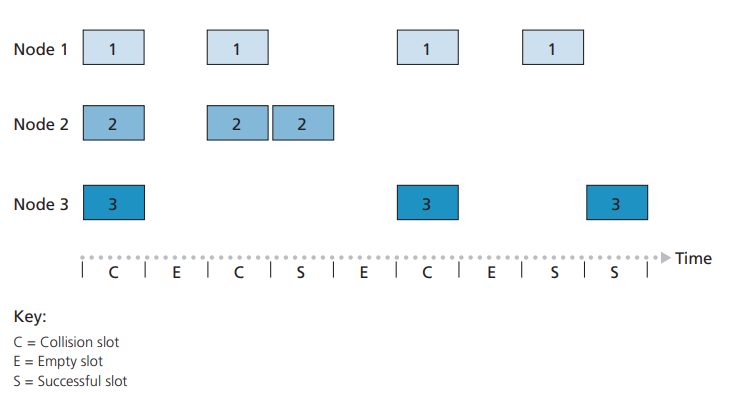 Node 1 1 1 1 1
Node 2 2 2 2
Node 3 3 3 3
Time
C E C S E C E S S
Key:
C = Collision slot
E = Empty slot
S = Successful slot